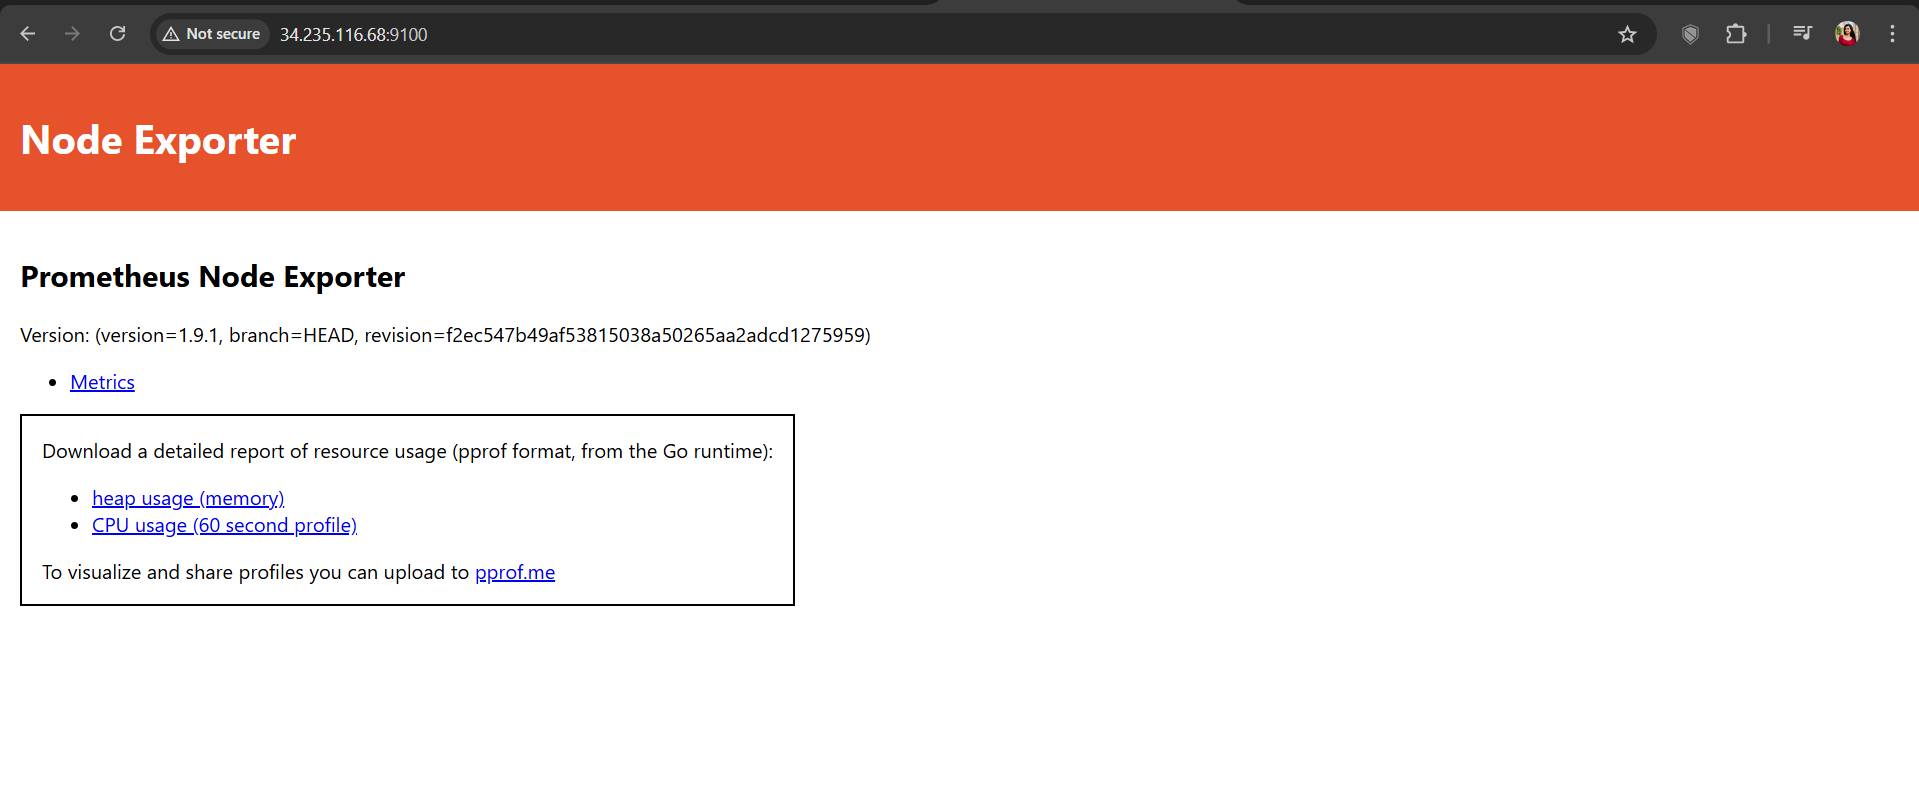 Not secure 34.235.116.68:9100
Node Exporter
Prometheus Node Exporter
Version: (version=1.9.1, branch=HEAD, revision=f2ec547b49af53815038a50265aa2adcd1275959)
Metrics
Download a detailed report of resource usage (pprof format, from the Go runtime):
heap usage (memory)
CPU usage (60 second profile)
To visualize and share profiles you can upload to pprof.me